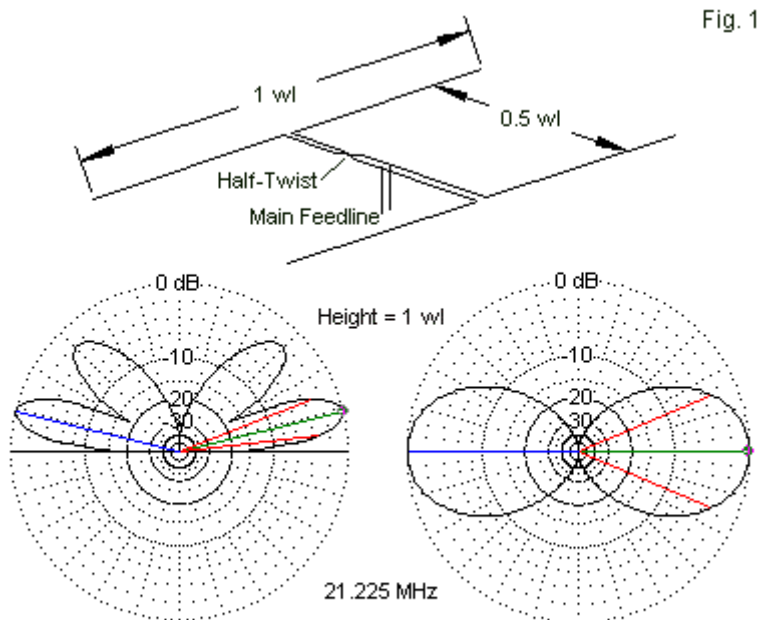 Fig. 1
1 wl
0.5 wl
Half-Twist
Main Feedline
0 dB
-10
20
30
Height = 1 wl
0 dB
-10
20
30
21.225 MHz